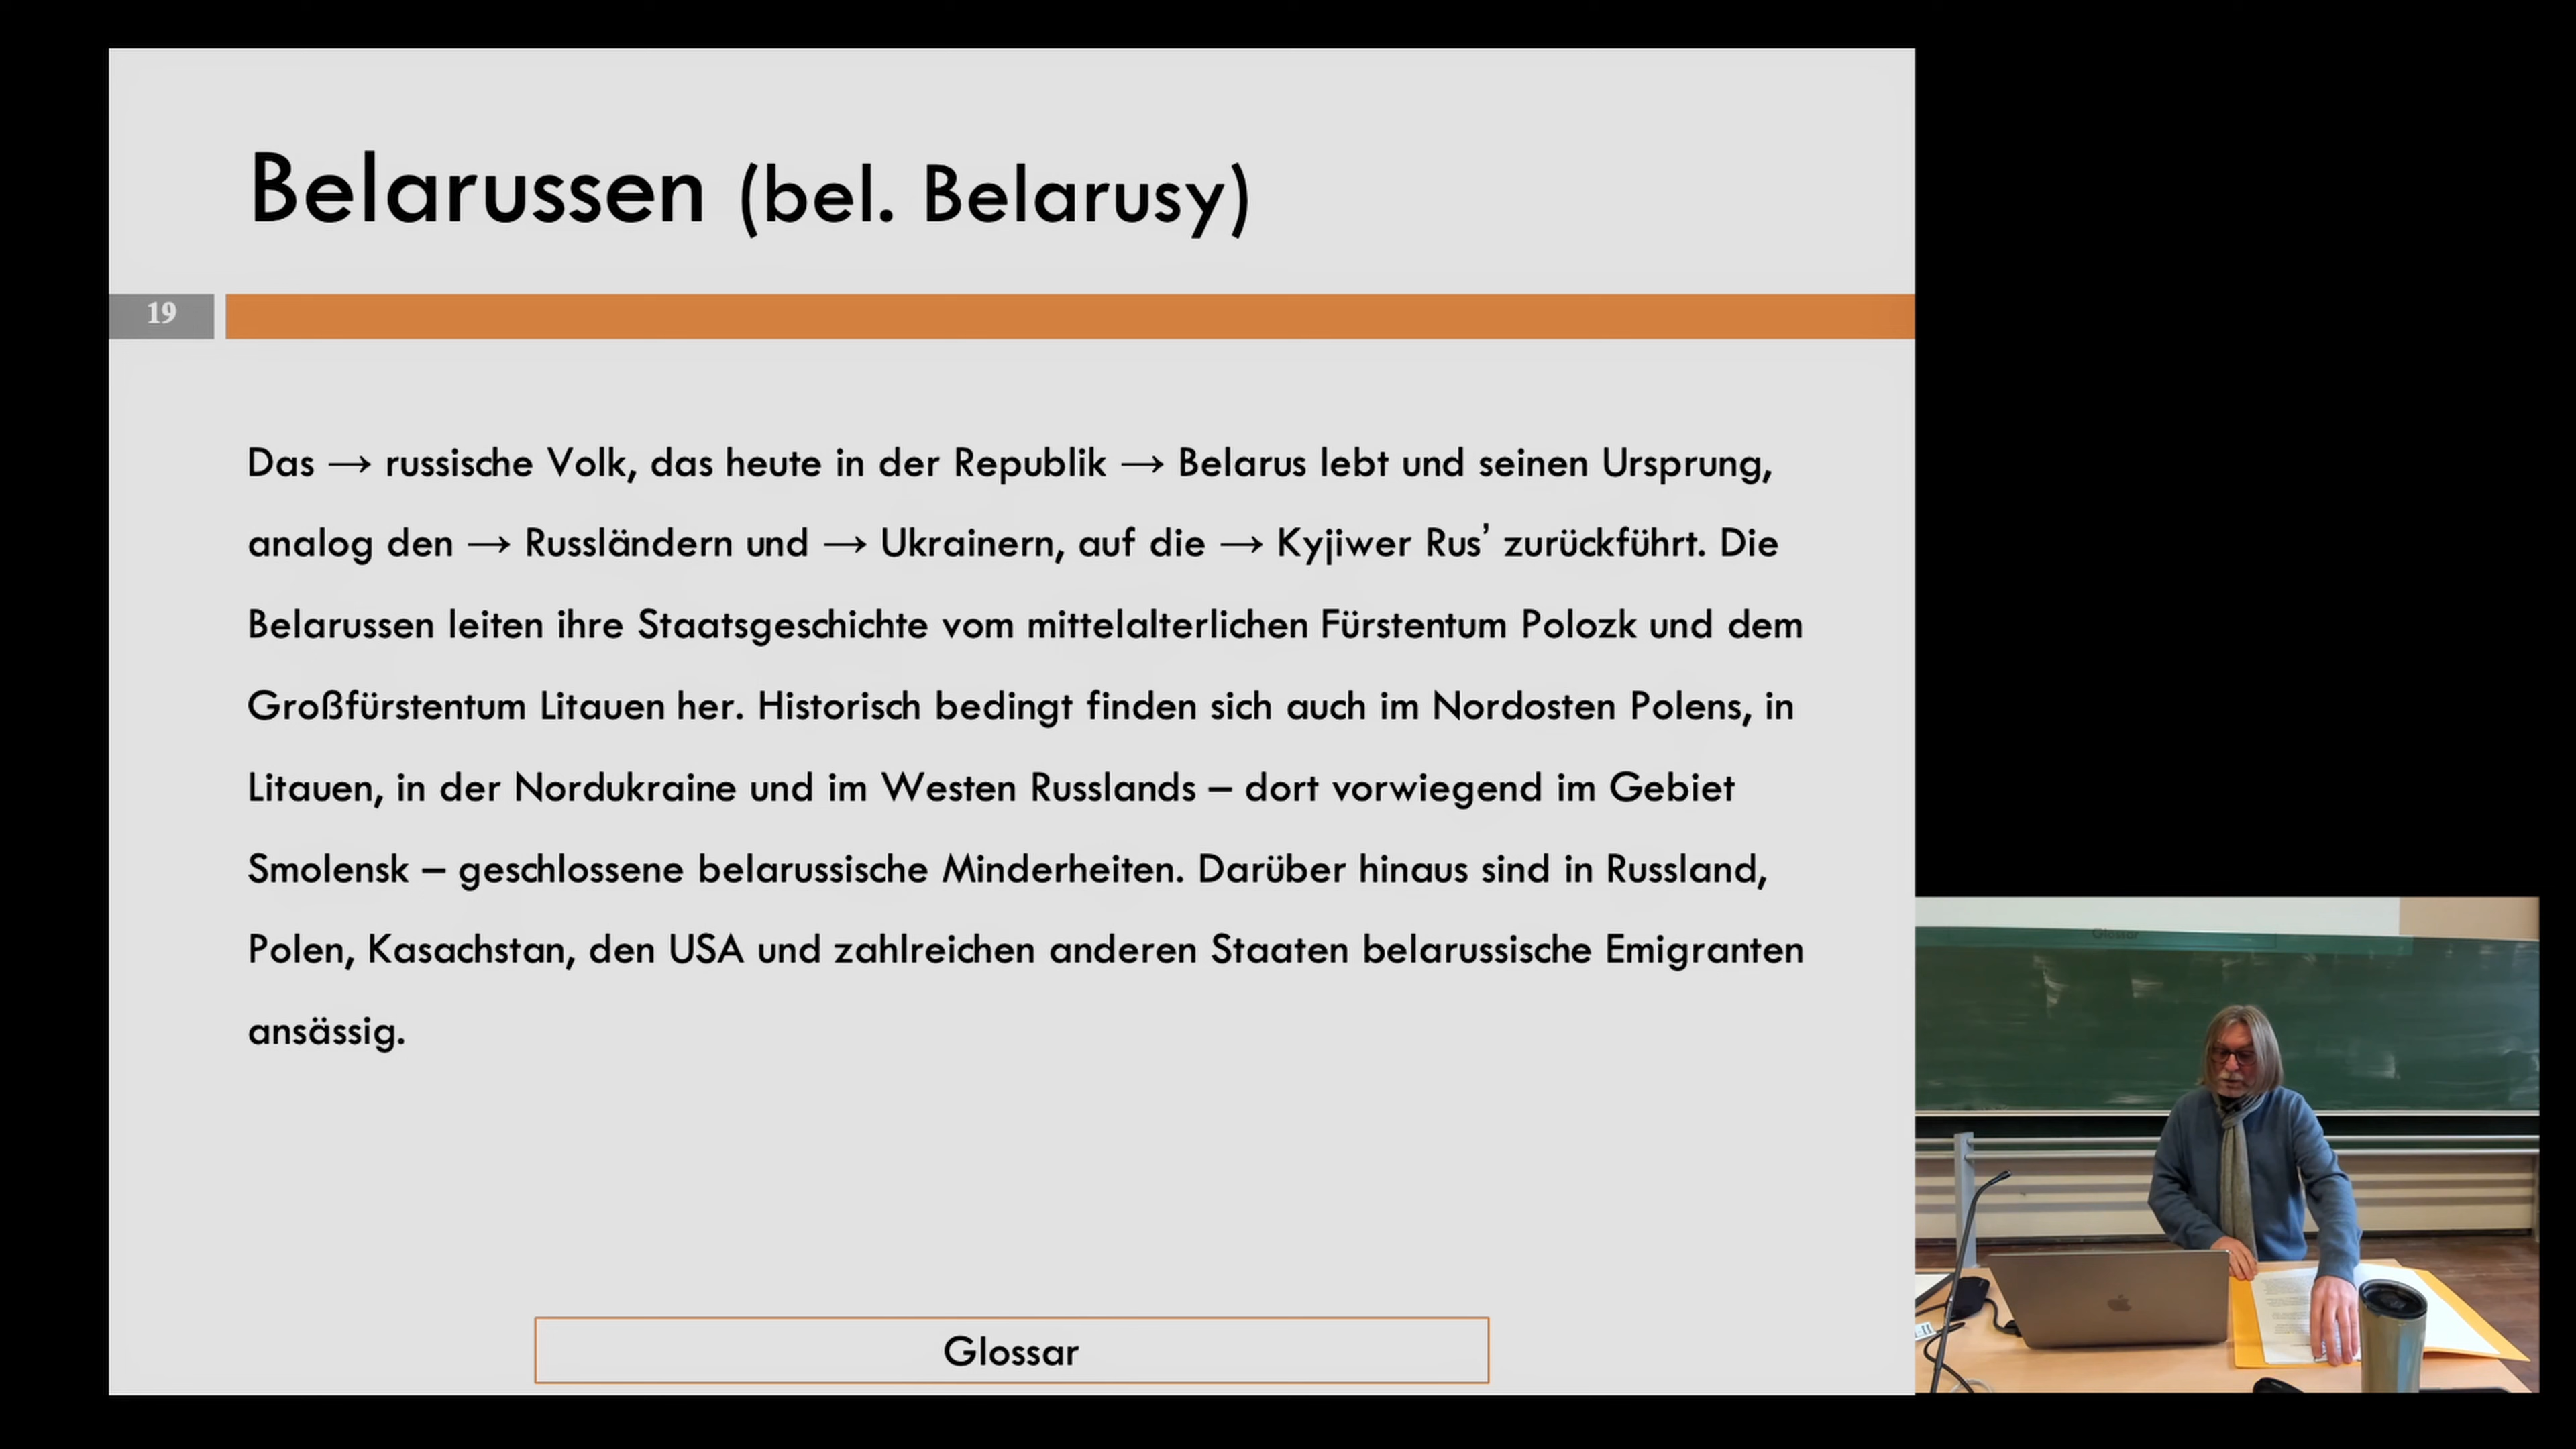 Belarussen (bel. Belarusy)
19
Das → russische Volk, das heute in der Republik → Belarus lebt und seinen Ursprung,
analog den → Russländern und → Ukrainern, auf die → Kyjiwer Rus’ zurückführt. Die
Belarussen leiten ihre Staatsgeschichte vom mittelalterlichen Fürstentum Polozk und dem
Großfürstentum Litauen her. Historisch bedingt finden sich auch im Nordosten Polens, in
Litauen, in der Nordukraine und im Westen Russlands – dort vorwiegend im Gebiet
Smolensk – geschlossene belarussische Minderheiten. Darüber hinaus sind in Russland,
Polen, Kasachstan, den USA und zahlreichen anderen Staaten belarussische Emigranten
ansässig.
Glossar
Glossar